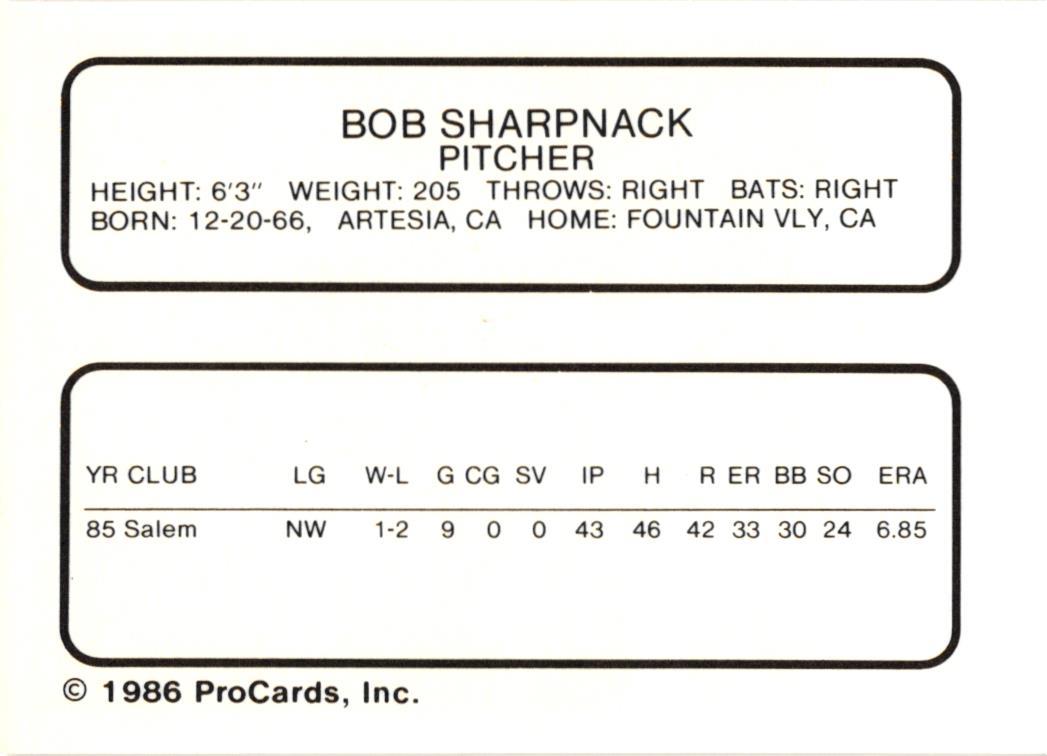 BOB SHARPNACK
PITCHER
HEIGHT: 6'3" WEIGHT: 205 THROWS: RIGHT BATS: RIGHT
BORN: 12-20-66, ARTESIA, CA HOME: FOUNTAIN VLY, CA
YR CLUB LG W-L G CG SV IP H R ER BB SO ERA
85 Salem NW 1-2 9 0 0 43 46 42 33 30 24 6.85
© 1986 ProCards, Inc.